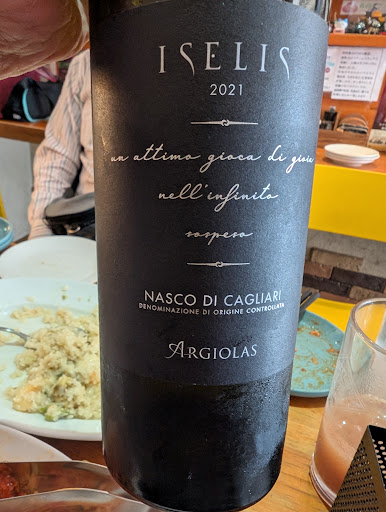 ISELIS
2021
un attimo gioca di gioia
nell'infinito
sospeso
NASCO DI CAGLIARI
DENOMINAZIONE DI ORIGINE CONTROLLATA
ARGIOLAS